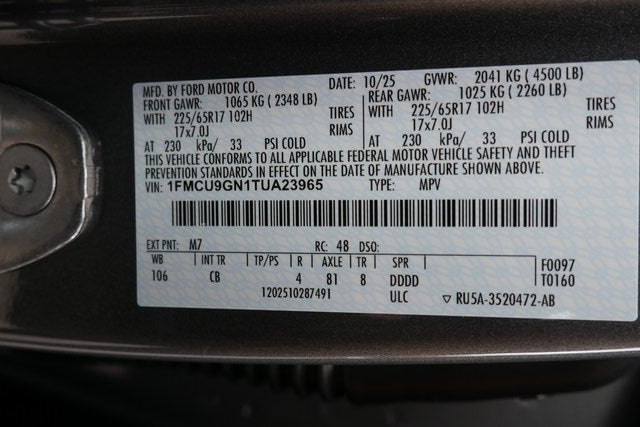 MFD. BY FORD MOTOR CO. DATE: 10/25 GVWR: 2041 KG ( 4500 LB)
FRONT GAWR: 1065 KG ( 2348 LB) REAR GAWR: 1025 KG ( 2260 LB)
WITH 225/65R17 102H TIRES WITH 225/65R17 102H TIRES
17x7.0J RIMS 17x7.0J RIMS
AT 230 kPa/ 33 PSI COLD AT 230 kPa/ 33 PSI COLD
THIS VEHICLE CONFORMS TO ALL APPLICABLE FEDERAL MOTOR VEHICLE SAFETY AND THEFT
PREVENTION STANDARDS IN EFFECT ON THE DATE OF MANUFACTURE SHOWN ABOVE.
VIN: 1FMCU9GN1TUA23965 TYPE: MPV
EXT PNT: M7 RC: 48 DSO:
WB INT TR TP/PS R AXLE TR SPR F0097
106 CB 4 81 8 DDDD T0160
1202510287491 ULC ▽ RU5A-3520472-AB